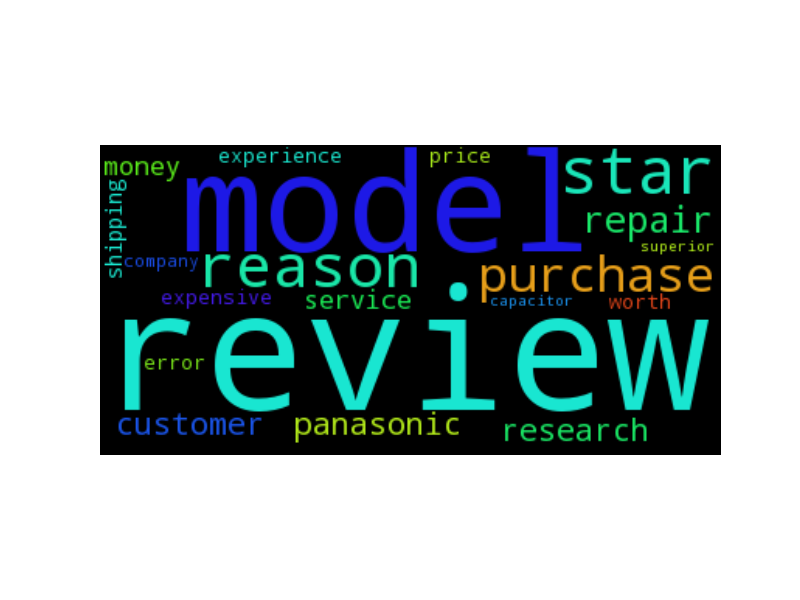 experience
price
money
model
star
shipping
repair
superior
company
reason
purchase
expensive
service
capacitor
worth
review
error
customer
panasonic
research